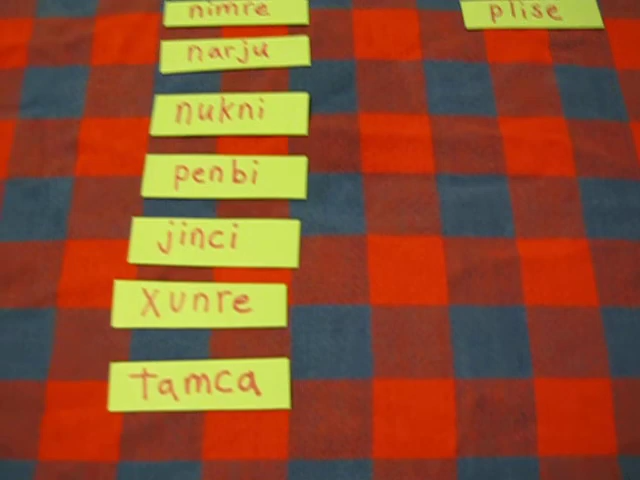 nimre
plise
narju
nukni
penbi
jinci
xunre
tamca